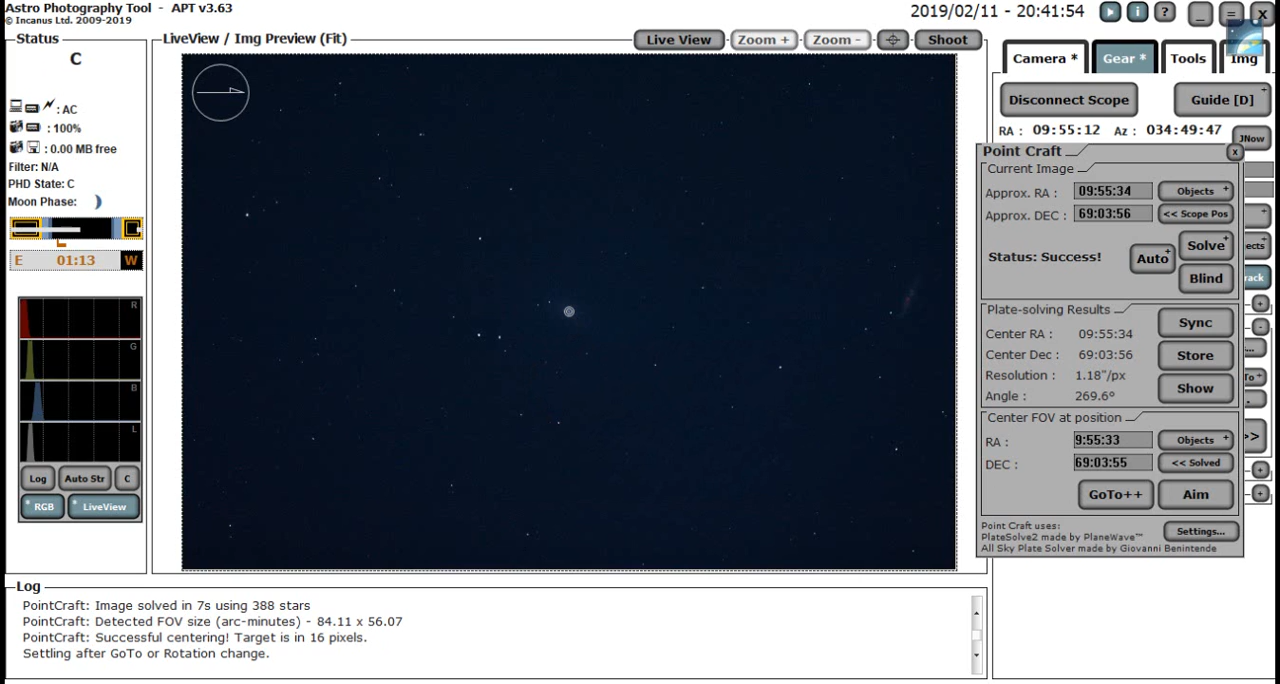 Astro Photography Tool - APT v3.63
© Incanus Ltd. 2009-2019
2019/02/11 - 20:41:54
i
?
_
=
X
Status
C
: AC
: 100%
: 0.00 MB free
Filter: N/A
PHD State: C
Moon Phase:
E 01:13 W
R
G
B
L
Log
Auto Str
C
* RGB
* LiveView
LiveView / Img Preview (Fit)
Live View
Zoom +
Zoom -
Shoot
Camera *
Gear *
Tools
Img
Disconnect Scope
Guide [D] +
RA : 09:55:12 Az : 034:49:47
JNow
Point Craft
x
Current Image
Approx. RA : 09:55:34
Objects +
Approx. DEC : 69:03:56
<< Scope Pos
Status: Success!
Auto +
Solve +
Blind
Plate-solving Results
Center RA : 09:55:34
Sync
Center Dec : 69:03:56
Store
Resolution : 1.18"/px
Show
Angle : 269.6º
Center FOV at position
RA : 9:55:33
Objects +
DEC : 69:03:55
<< Solved
GoTo++
Aim
Point Craft uses:
PlateSolve2 made by PlaneWave™
All Sky Plate Solver made by Giovanni Benintende
Settings...
ects
rack
+
-
...
To +
.
>>
+
+
Log
PointCraft: Image solved in 7s using 388 stars
PointCraft: Detected FOV size (arc-minutes) - 84.11 x 56.07
PointCraft: Successful centering! Target is in 16 pixels.
Settling after GoTo or Rotation change.